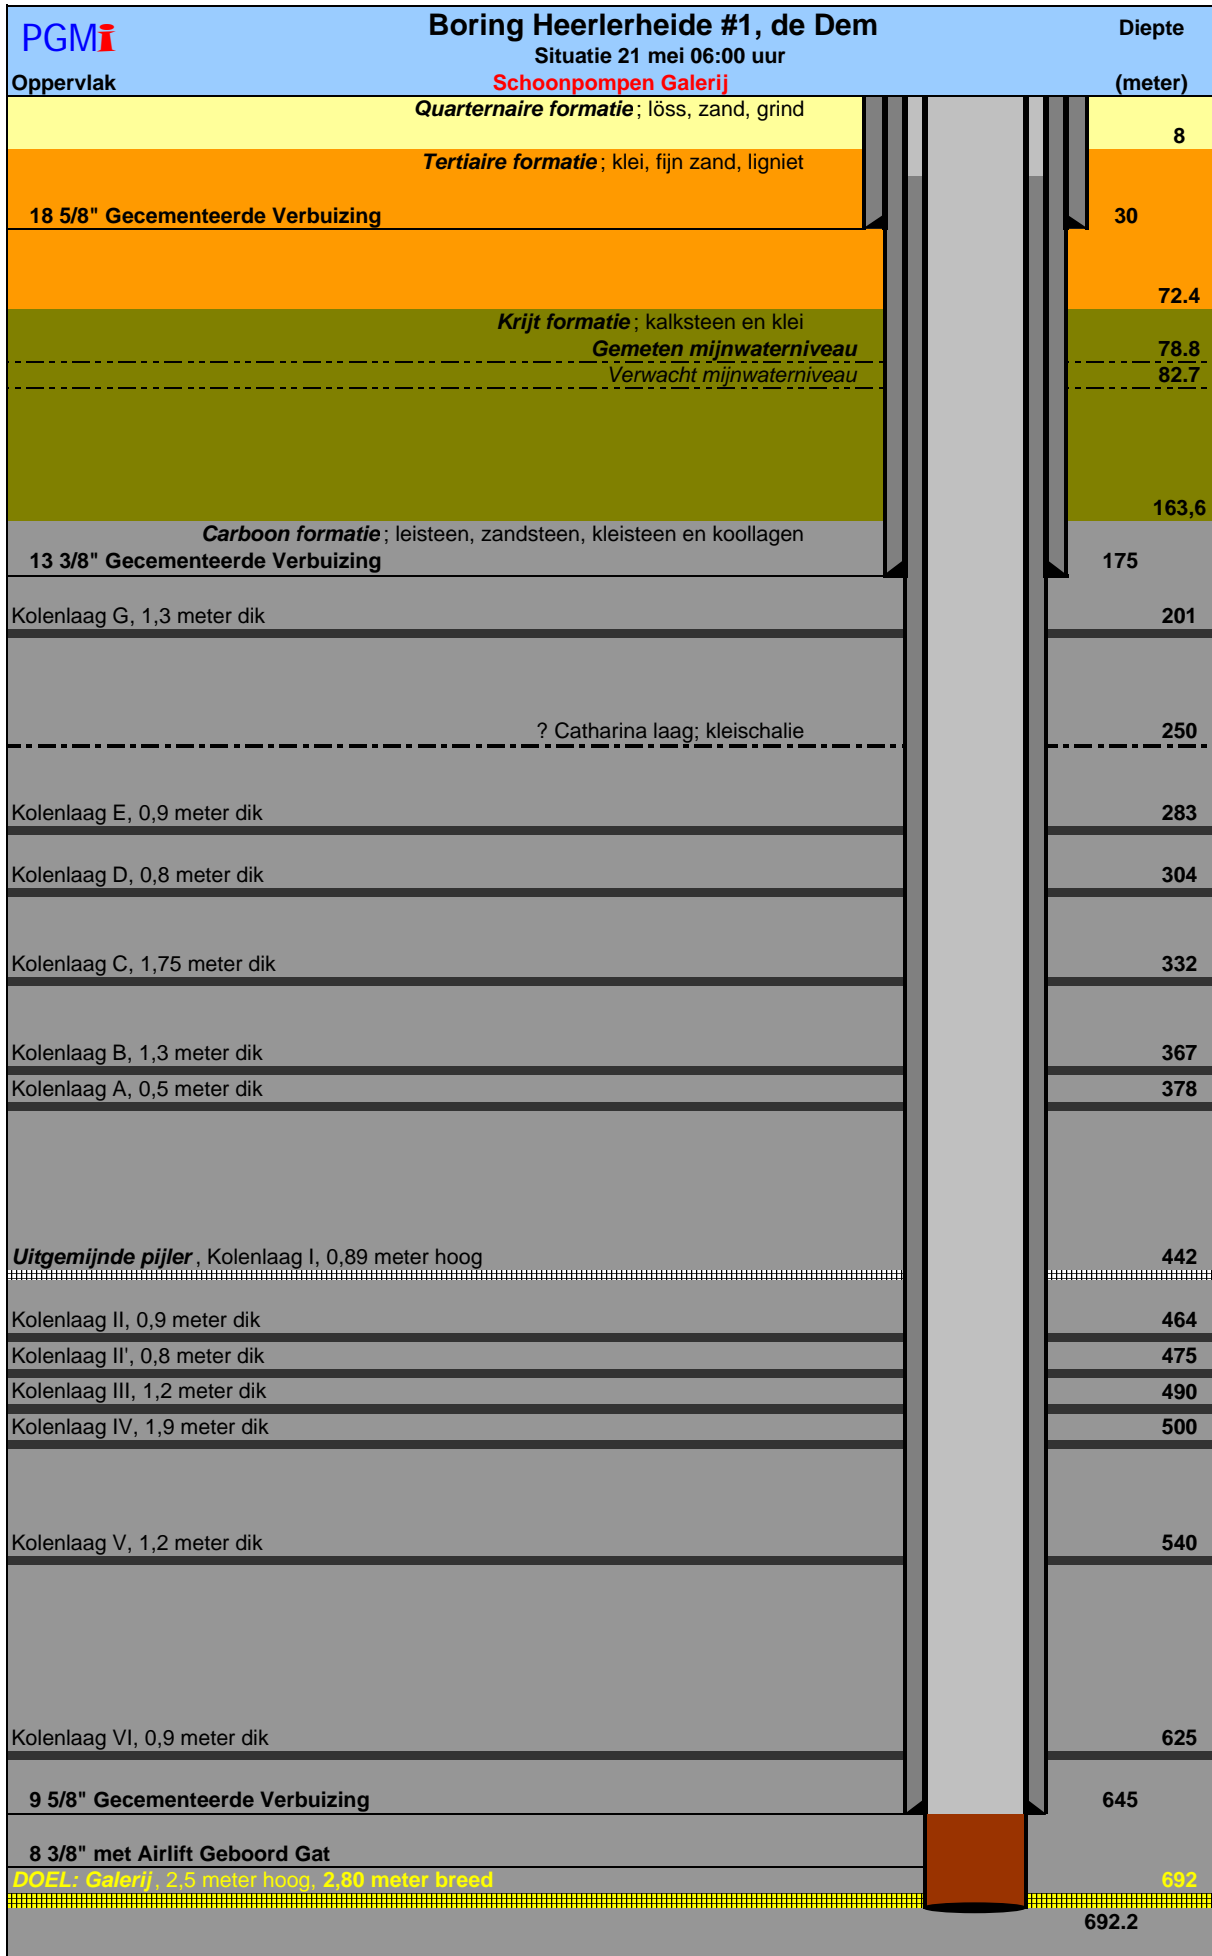 PGMi
Boring Heerlerheide #1, de Dem
Diepte
Situatie 21 mei 06:00 uur
Oppervlak
Schoonpompen Galerij
(meter)
Quarternaire formatie; löss, zand, grind
8
Tertiaire formatie; klei, fijn zand, ligniet
18 5/8" Gecementeerde Verbuizing 30
72.4
Krijt formatie; kalksteen en klei
Gemeten mijnwaterniveau 78.8
Verwacht mijnwaterniveau 82.7
163,6
Carboon formatie; leisteen, zandsteen, kleisteen en koollagen
13 3/8" Gecementeerde Verbuizing 175
Kolenlaag G, 1,3 meter dik 201
? Catharina laag; kleischalie 250
Kolenlaag E, 0,9 meter dik 283
Kolenlaag D, 0,8 meter dik 304
Kolenlaag C, 1,75 meter dik 332
Kolenlaag B, 1,3 meter dik 367
Kolenlaag A, 0,5 meter dik 378
Uitgemijnde pijler, Kolenlaag I, 0,89 meter hoog 442
Kolenlaag II, 0,9 meter dik 464
Kolenlaag II', 0,8 meter dik 475
Kolenlaag III, 1,2 meter dik 490
Kolenlaag IV, 1,9 meter dik 500
Kolenlaag V, 1,2 meter dik 540
Kolenlaag VI, 0,9 meter dik 625
9 5/8" Gecementeerde Verbuizing 645
8 3/8" met Airlift Geboord Gat
DOEL: Galerij, 2,5 meter hoog, 2,80 meter breed 692
692.2